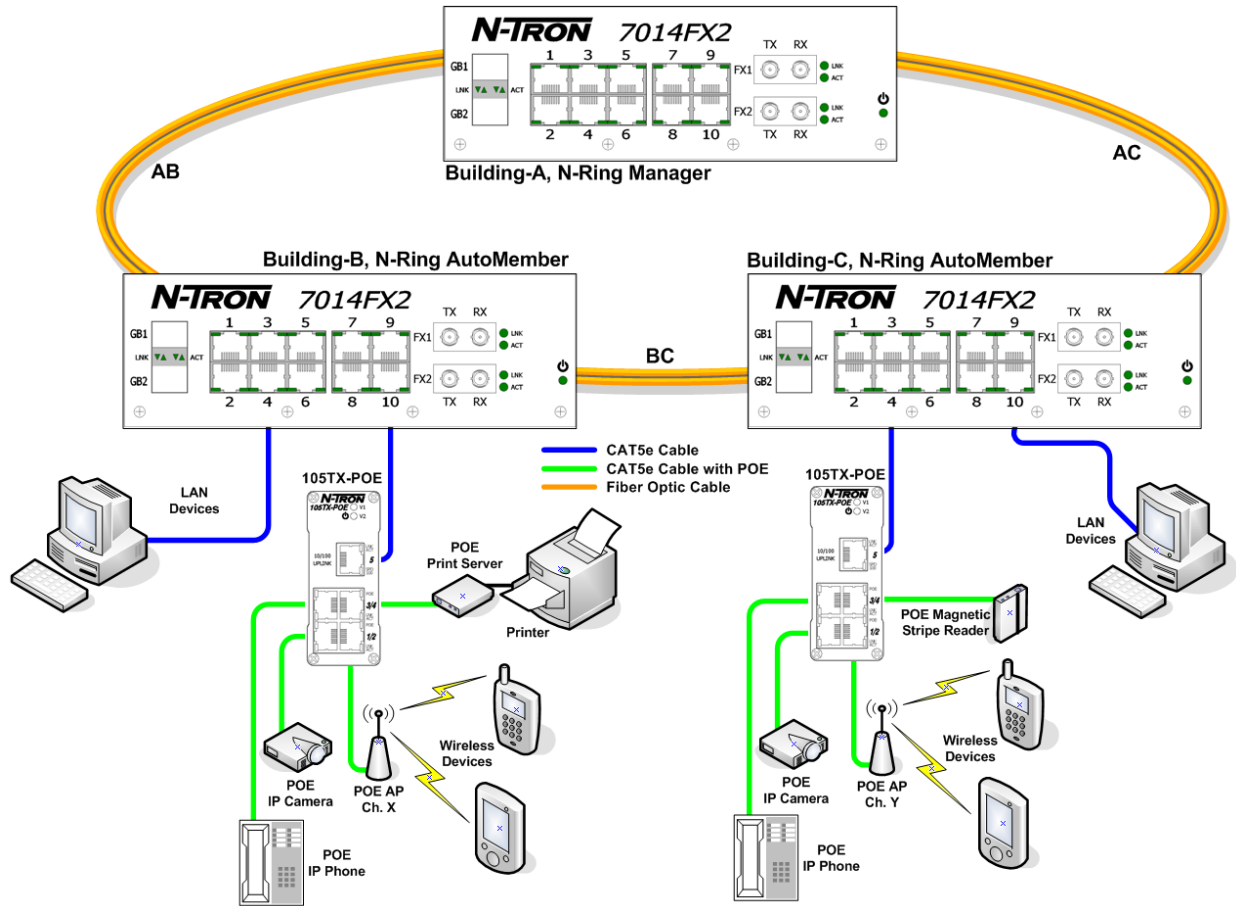 N-TRON 7014FX2
GB1
LNK ACT
GB2
1 3 5 7 9
2 4 6 8 10
TX RX
FX1 LNK
ACT
FX2 LNK
ACT
TX RX
Building-A, N-Ring Manager
AB
AC
Building-B, N-Ring AutoMember
N-TRON 7014FX2
GB1
LNK ACT
GB2
1 3 5 7 9
2 4 6 8 10
TX RX
FX1 LNK
ACT
FX2 LNK
ACT
TX RX
BC
Building-C, N-Ring AutoMember
N-TRON 7014FX2
GB1
LNK ACT
GB2
1 3 5 7 9
2 4 6 8 10
TX RX
FX1 LNK
ACT
FX2 LNK
ACT
TX RX
CAT5e Cable
CAT5e Cable with POE
Fiber Optic Cable
LAN
Devices
105TX-POE
N-TRON
105TX-POE V1
V2
10/100
UPLINK
5
POE
3/4
POE
1/2
POE
Print Server
Printer
POE
IP Camera
POE AP
Ch. X
Wireless
Devices
POE
IP Phone
105TX-POE
N-TRON
105TX-POE V1
V2
10/100
UPLINK
5
POE
3/4
POE
1/2
LAN
Devices
POE Magnetic
Stripe Reader
POE
IP Camera
POE AP
Ch. Y
Wireless
Devices
POE
IP Phone